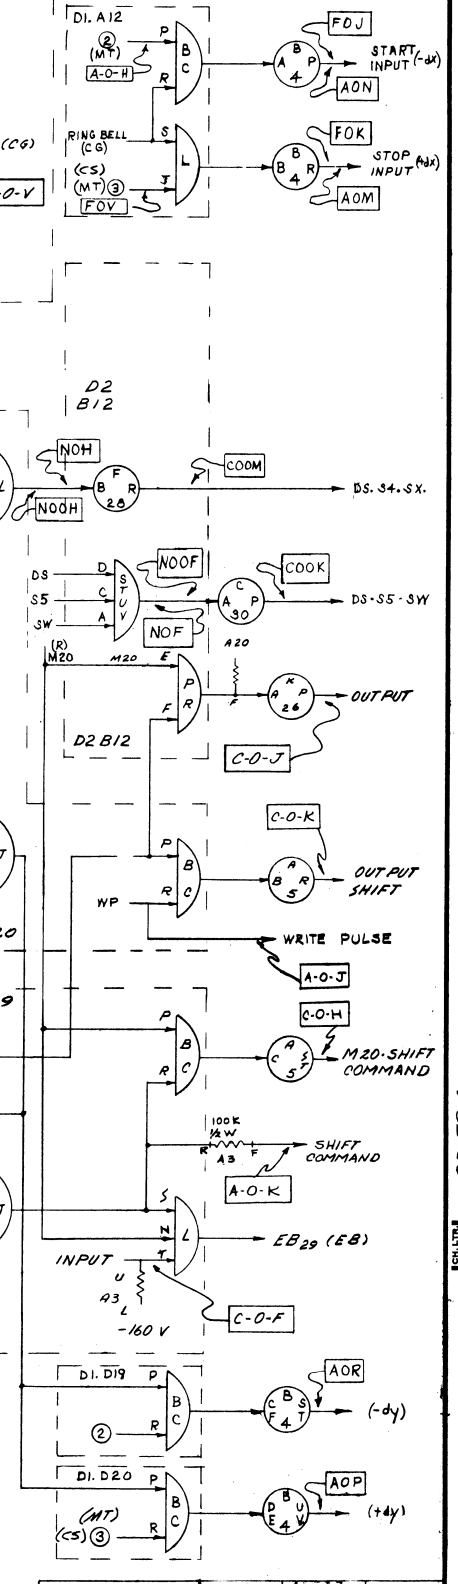 D1. A12
P
②
(MT)
A-O-H
B
C
R
FOJ
B
A P
4
START
INPUT (-dx)
AON
(CG)
RING BELL
(CG)
S
L
(CS)
(MT) ③
J
FOV
FOK
B
B R
4
STOP
INPUT (+dx)
AOM
O-V
D2
B12
NOH
F
B R
28
COOM
DS. S4. SX.
L
NOOH
DS
S5
SW
D
C
A
S
T
U
V
NOOF
NOF
C
A P
30
COOK
DS·S5·SW
(R)
M20
M20
E
P
R
F
A20
F
K
A P
26
OUTPUT
D2 B12
C-O-J
C-O-K
P
B
C
R
WP
A
B R
5
OUTPUT
SHIFT
20
WRITE PULSE
A-O-J
9
C-O-H
P
B
C
R
A
C S
T
5
M20·SHIFT
COMMAND
100K
½W
R F
A3
SHIFT
COMMAND
A-O-K
S
N
T
L
EB29 (EB)
INPUT
U
A3
L
-160 V
C-O-F
D1. D19
P
B
C
R
②
C B S
F 4 T
AOR
(-dy)
D1. D20
P
B
C
R
(MT)
(CS) ③
B
D U
E V
4
AOP
(+dy)
CH. LTR.